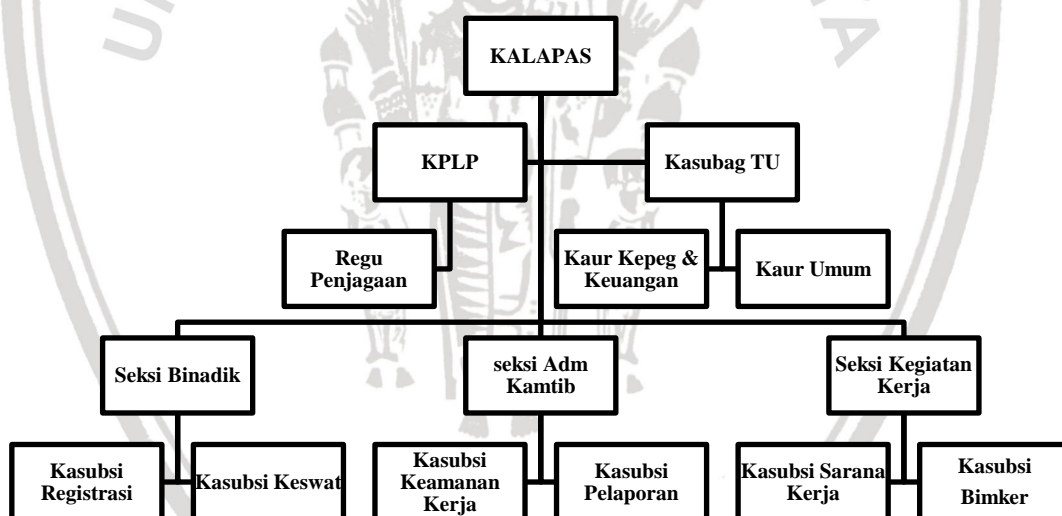 KALAPAS
KPLP
Kasubag TU
Regu
Penjagaan
Kaur Kepeg &
Keuangan
Kaur Umum
Seksi Binadik
seksi Adm
Kamtib
Seksi Kegiatan
Kerja
Kasubsi
Registrasi
Kasubsi Keswat
Kasubsi
Keamanan
Kerja
Kasubsi
Pelaporan
Kasubsi Sarana
Kerja
Kasubsi
Bimker